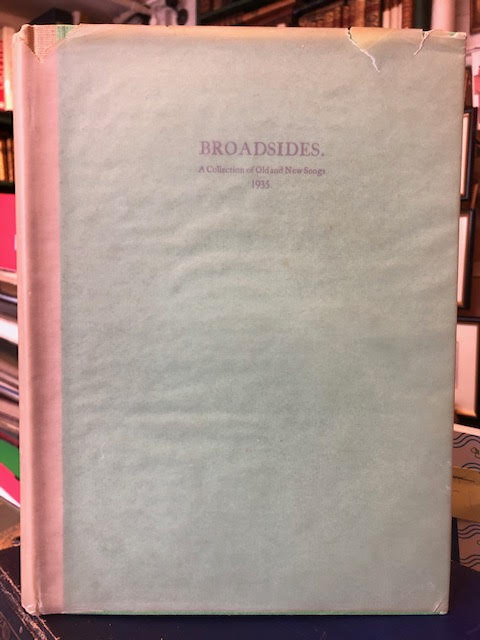 BROADSIDES.
A Collection of Old and New Songs
1935.